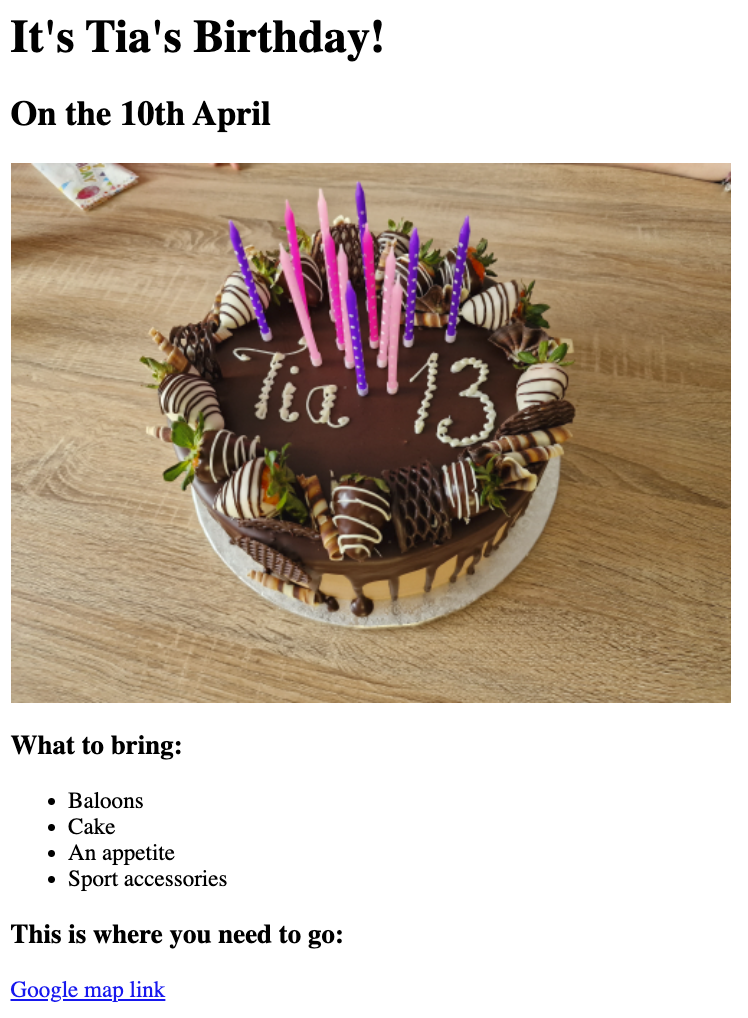 It's Tia's Birthday!
On the 10th April
DAY
Tia 13
What to bring:
Baloons
Cake
An appetite
Sport accessories
This is where you need to go:
Google map link